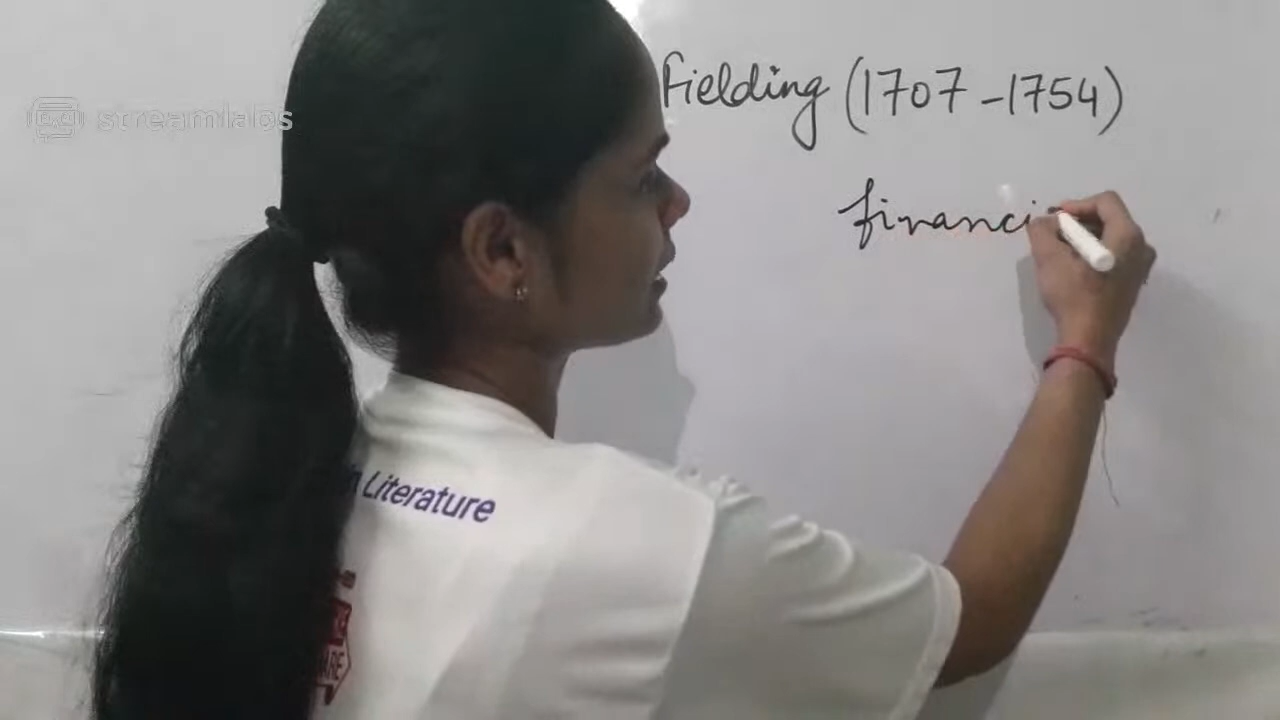 streamlabs
Fielding (1707 - 1754)
financi
Literature